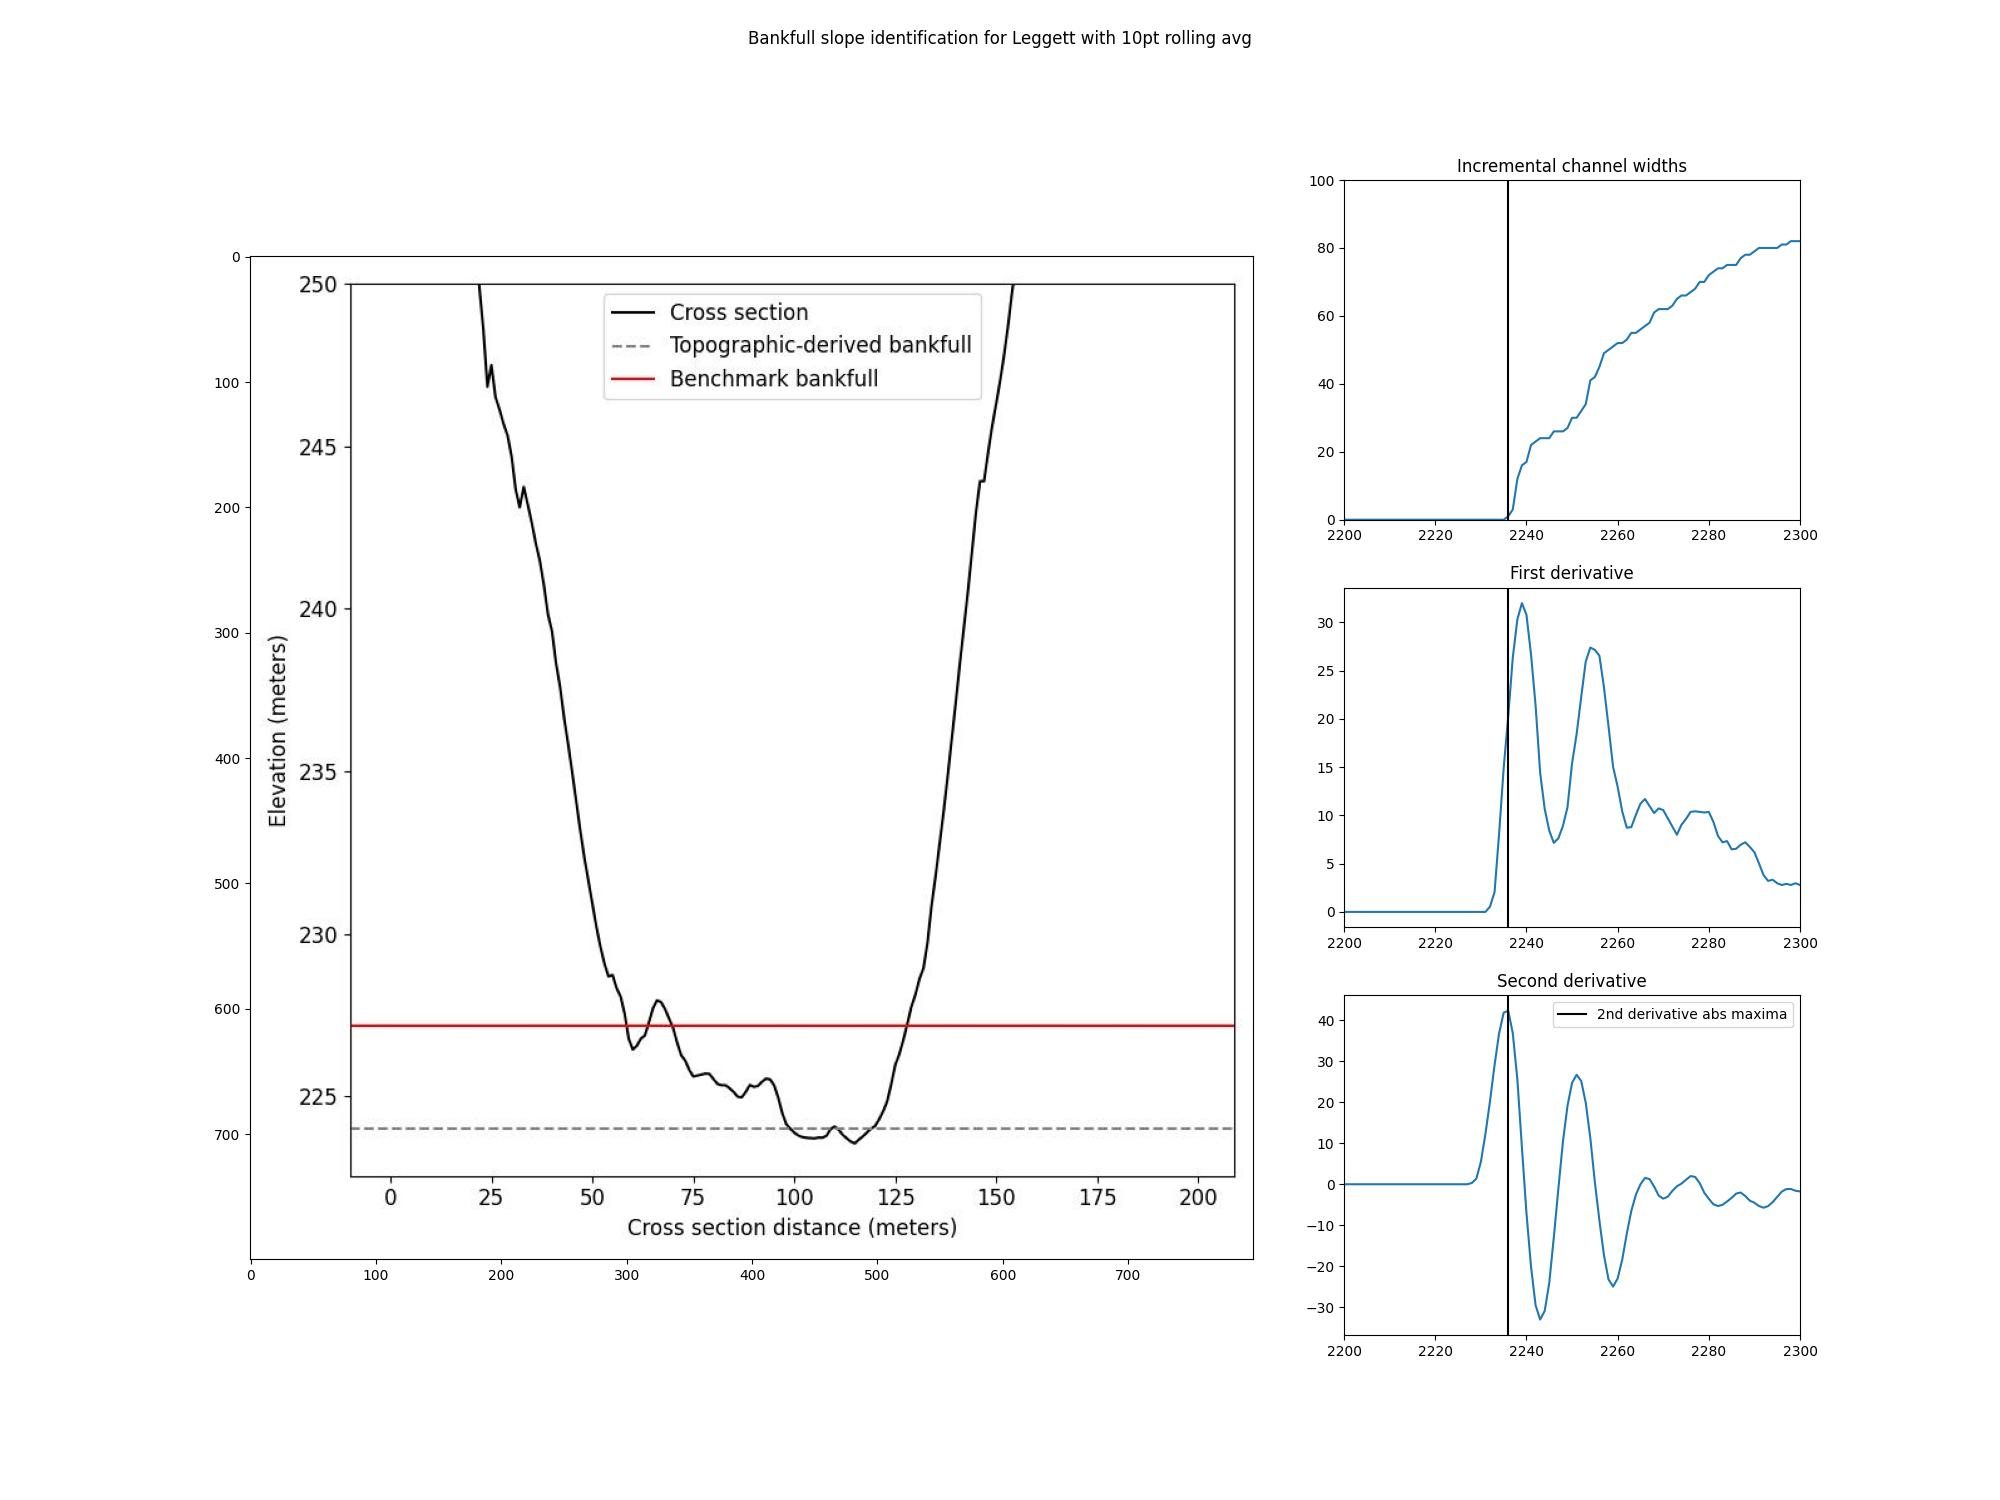 Bankfull slope identification for Leggett with 10pt rolling avg
0
100
200
300
400
500
600
700
0 100 200 300 400 500 600 700
250
245
240
235
230
225
Elevation (meters)
Cross section
Topographic-derived bankfull
Benchmark bankfull
0 25 50 75 100 125 150 175 200
Cross section distance (meters)
Incremental channel widths
100
80
60
40
20
0
2200 2220 2240 2260 2280 2300
First derivative
30
25
20
15
10
5
0
2200 2220 2240 2260 2280 2300
Second derivative
2nd derivative abs maxima
40
30
20
10
0
−10
−20
−30
2200 2220 2240 2260 2280 2300